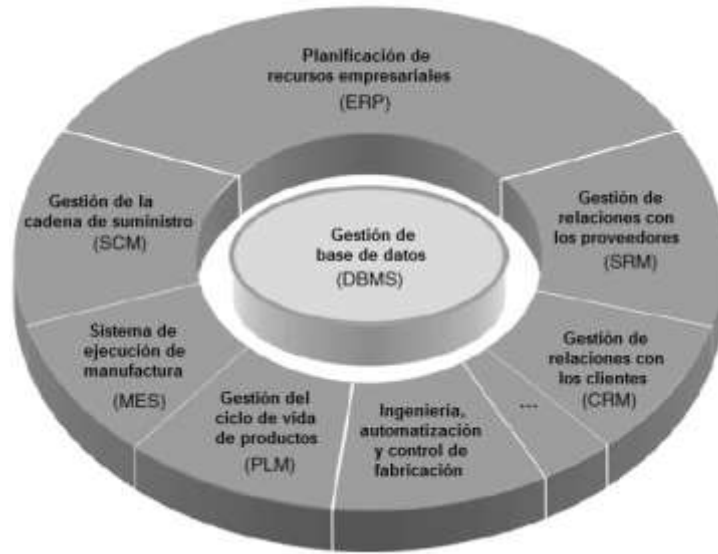 Planificación de
recursos empresariales
(ERP)
Gestión de la
cadena de suministro
(SCM)
Gestión de
relaciones con
los proveedores
(SRM)
Gestión de
base de datos
(DBMS)
Sistema de
ejecución de
manufactura
(MES)
Gestión de
relaciones con
los clientes
(CRM)
Gestión del
ciclo de vida
de productos
(PLM)
Ingeniería,
automatización
y control de
fabricación
...